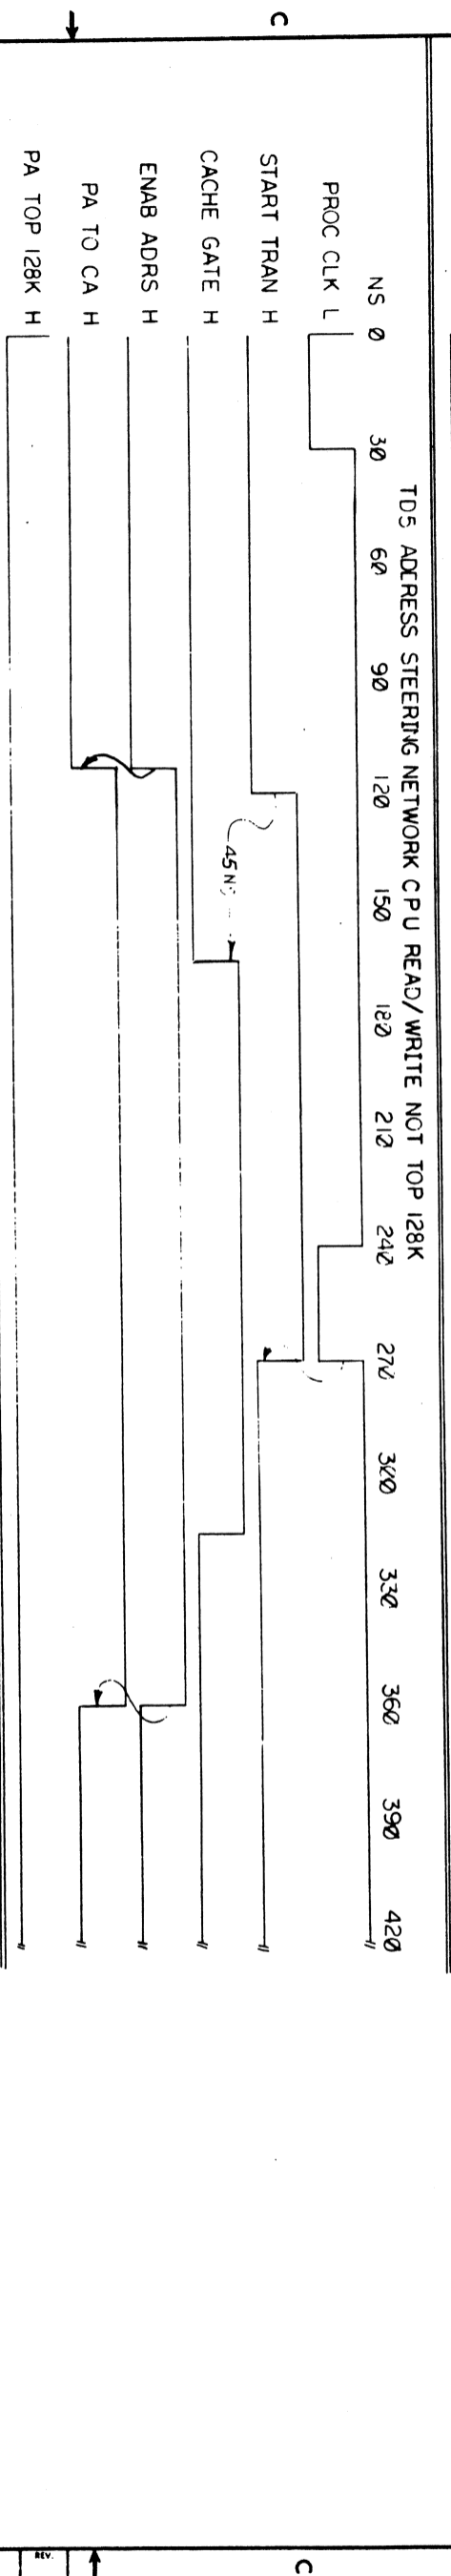 C
TD5 ADDRESS STEERING NETWORK CPU READ/WRITE NOT TOP 128K
NS 0 30 60 90 120 150 180 210 240 270 300 330 360 390 420
PROC CLK L
START TRAN H
CACHE GATE H
45 NS
ENAB ADRS H
PA TO CA H
PA TOP 128K H
C
REV.